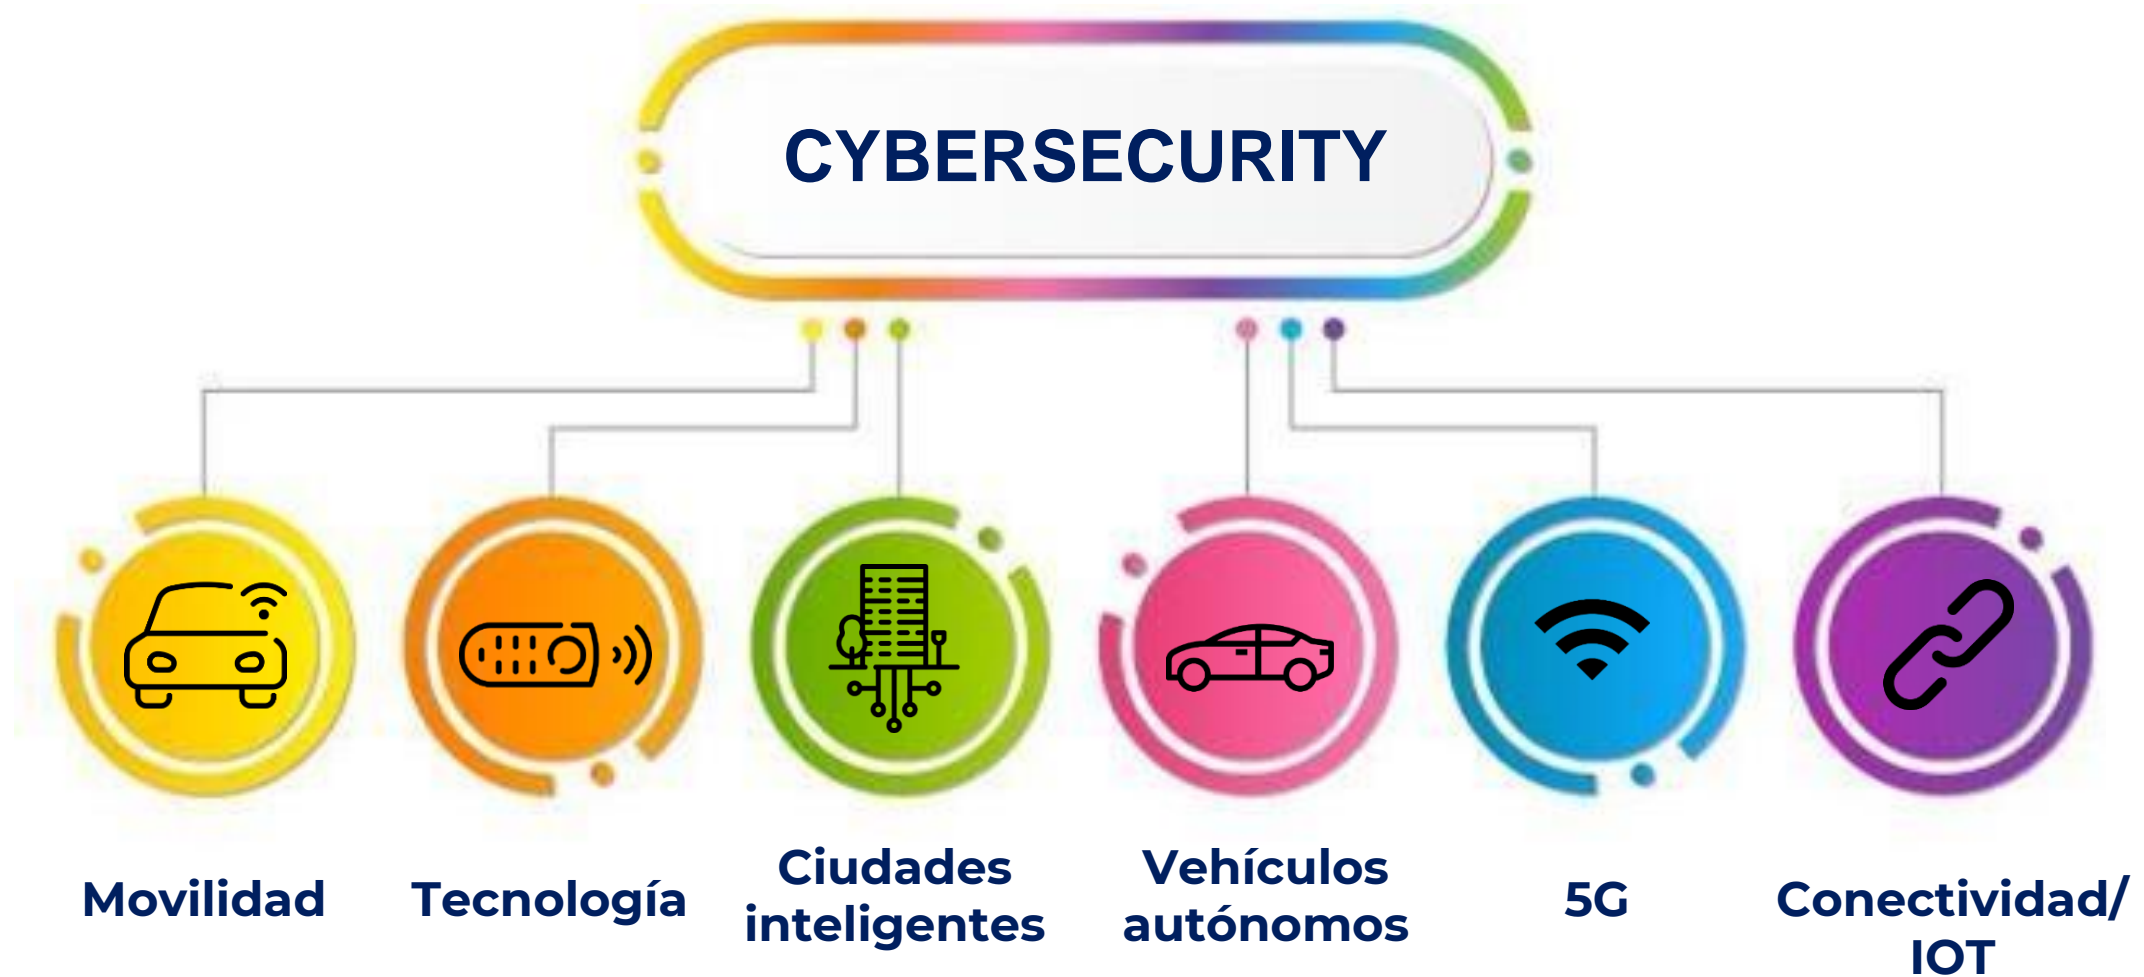 CYBERSECURITY
Movilidad
Tecnología
Ciudades
inteligentes
Vehículos
autónomos
5G
Conectividad/
IOT